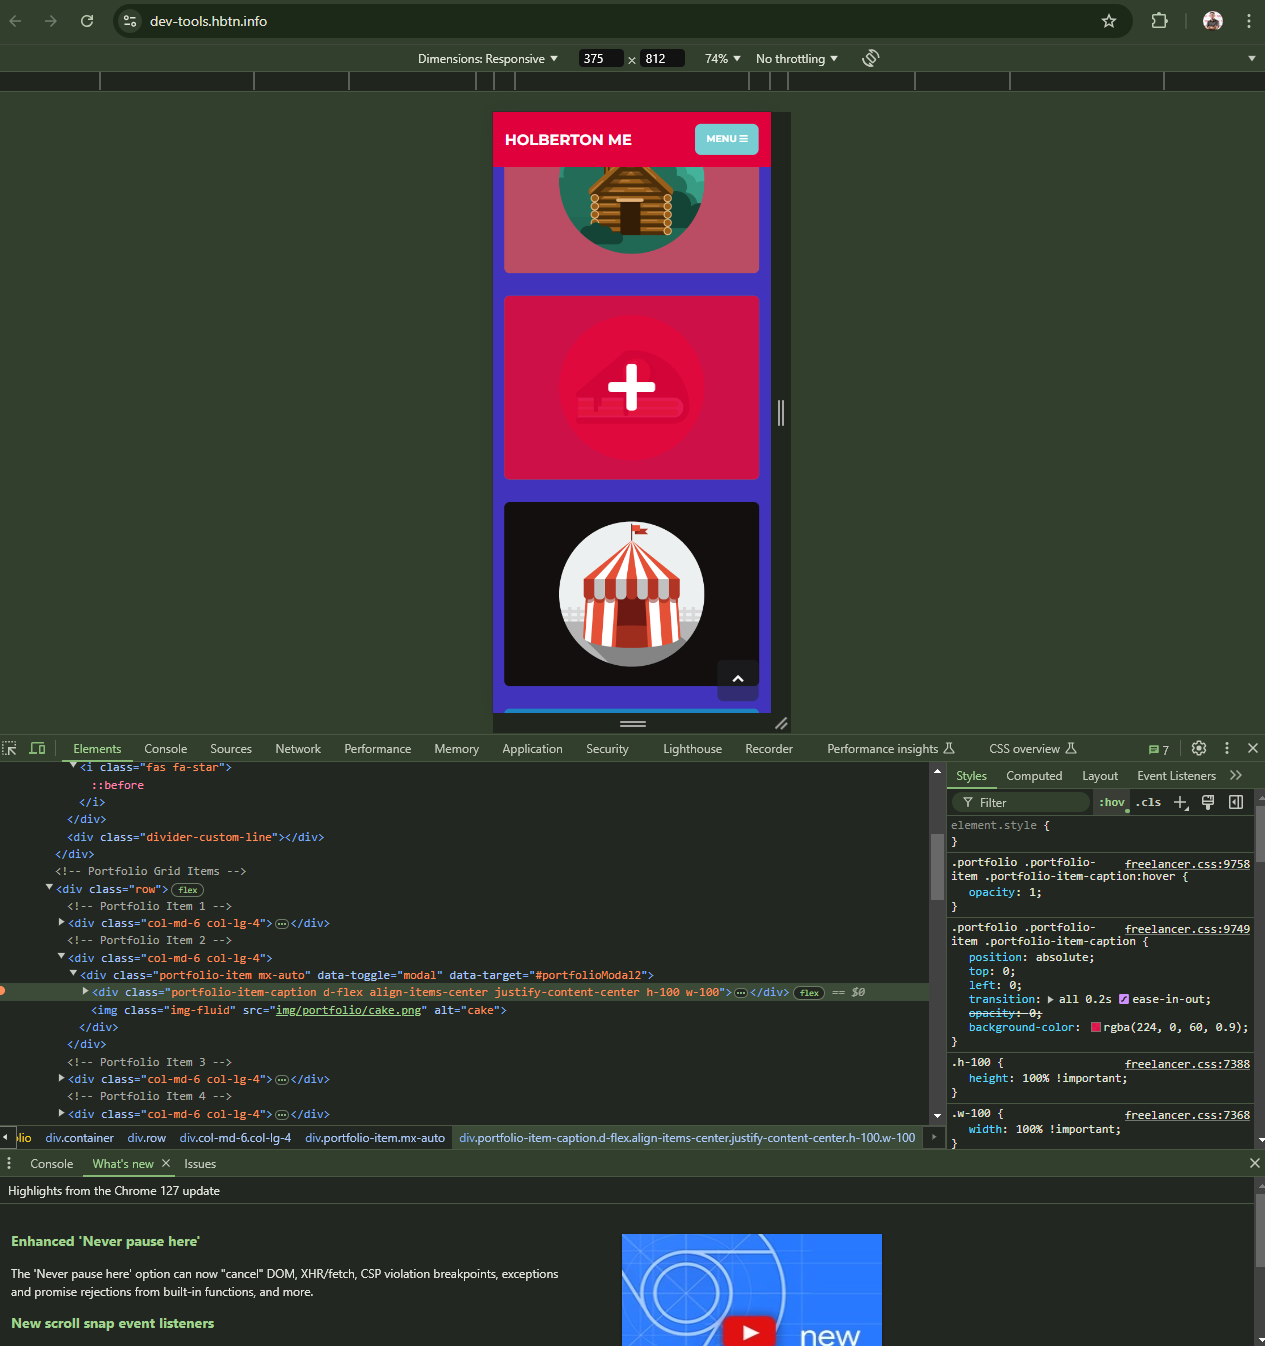 dev-tools.hbtn.info
Dimensions: Responsive ▼ 375 × 812 74% ▼ No throttling ▼
HOLBERTON ME MENU
Elements Console Sources Network Performance Memory Application Security Lighthouse Recorder Performance insights CSS overview 7
<i class="fas fa-star">
::before
</i>
</div>
<div class="divider-custom-line"></div>
</div>
<!-- Portfolio Grid Items -->
<div class="row"> flex
<!-- Portfolio Item 1 -->
<div class="col-md-6 col-lg-4">…</div>
<!-- Portfolio Item 2 -->
<div class="col-md-6 col-lg-4">
<div class="portfolio-item mx-auto" data-toggle="modal" data-target="#portfolioModal2">
<div class="portfolio-item-caption d-flex align-items-center justify-content-center h-100 w-100">…</div> flex == $0
<img class="img-fluid" src="img/portfolio/cake.png" alt="cake">
</div>
</div>
<!-- Portfolio Item 3 -->
<div class="col-md-6 col-lg-4">…</div>
<!-- Portfolio Item 4 -->
<div class="col-md-6 col-lg-4">…</div>
olio div.container div.row div.col-md-6.col-lg-4 div.portfolio-item.mx-auto div.portfolio-item-caption.d-flex.align-items-center.justify-content-center.h-100.w-100
Styles Computed Layout Event Listeners
Filter :hov .cls
element.style {
}
.portfolio .portfolio- freelancer.css:9758
item .portfolio-item-caption:hover {
opacity: 1;
}
.portfolio .portfolio- freelancer.css:9749
item .portfolio-item-caption {
position: absolute;
top: 0;
left: 0;
transition: all 0.2s ease-in-out;
opacity: 0;
background-color: rgba(224, 0, 60, 0.9);
}
.h-100 { freelancer.css:7388
height: 100% !important;
}
.w-100 { freelancer.css:7368
width: 100% !important;
}
Console What's new Issues
Highlights from the Chrome 127 update
Enhanced 'Never pause here'
The 'Never pause here' option can now "cancel" DOM, XHR/fetch, CSP violation breakpoints, exceptions
and promise rejections from built-in functions, and more.
New scroll snap event listeners
new